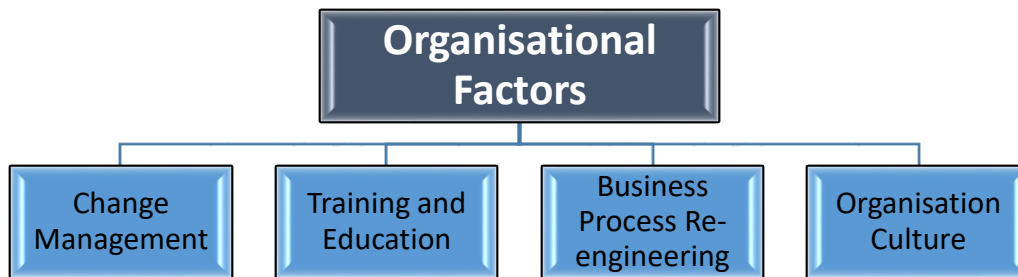 Organisational
Factors
Change
Management
Training and
Education
Business
Process Re-
engineering
Organisation
Culture